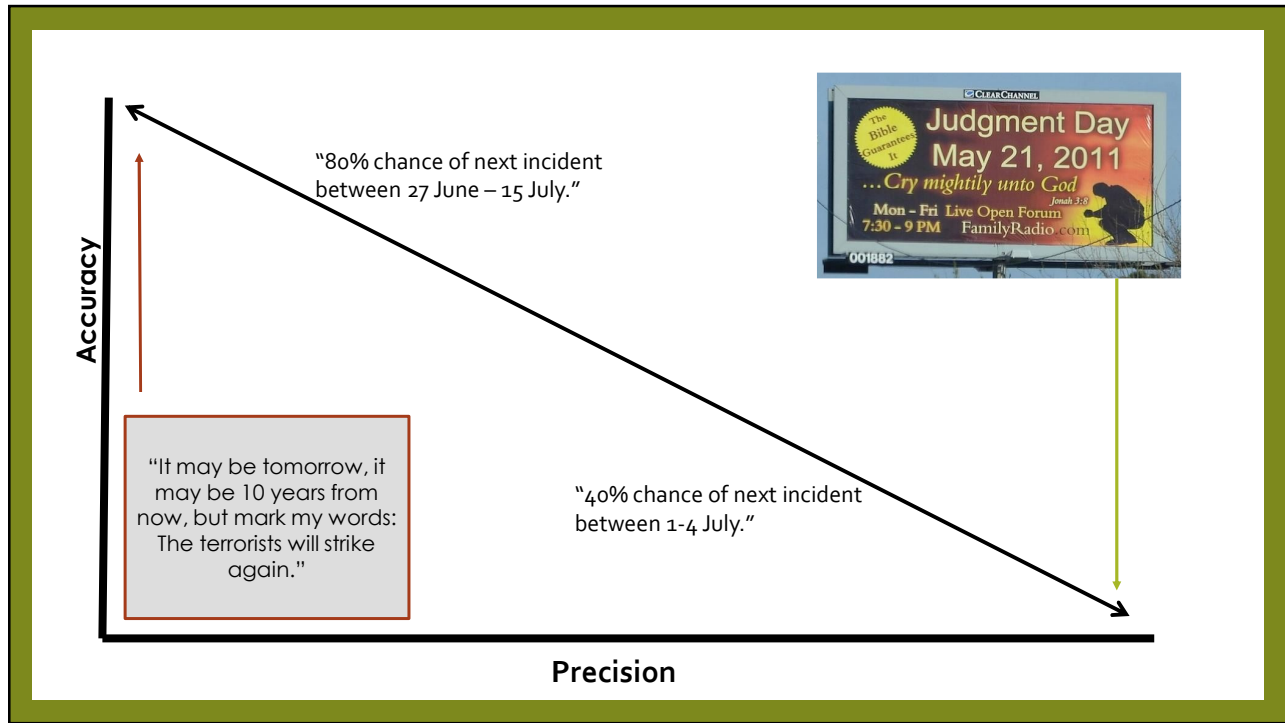 CLEARCHANNEL
The
Bible
Guarantees
It
Judgment Day
May 21, 2011
...Cry mightily unto God
Jonah 3:8
Mon - Fri Live Open Forum
7:30 - 9 PM FamilyRadio.com
001882
“80% chance of next incident
between 27 June – 15 July.”
Accuracy
“It may be tomorrow, it
may be 10 years from
now, but mark my words:
The terrorists will strike
again.”
“40% chance of next incident
between 1-4 July.”
Precision